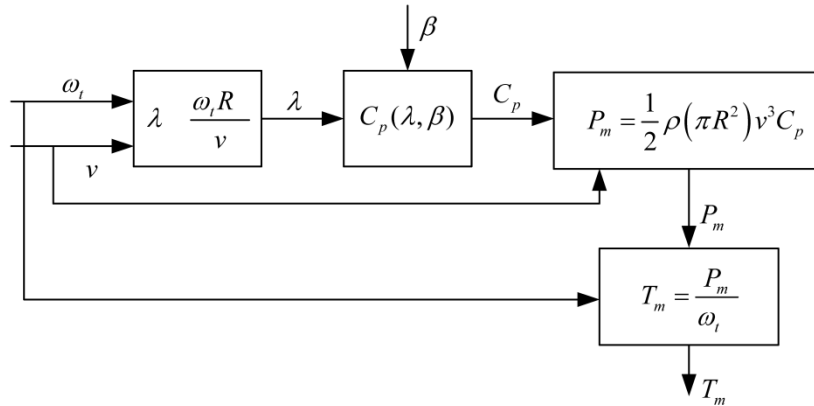 β
ω_t
λ  ω_t R / v
λ
C_p(λ, β)
C_p
P_m = 1/2 ρ(πR²)v³C_p
v
P_m
T_m = P_m / ω_t
T_m